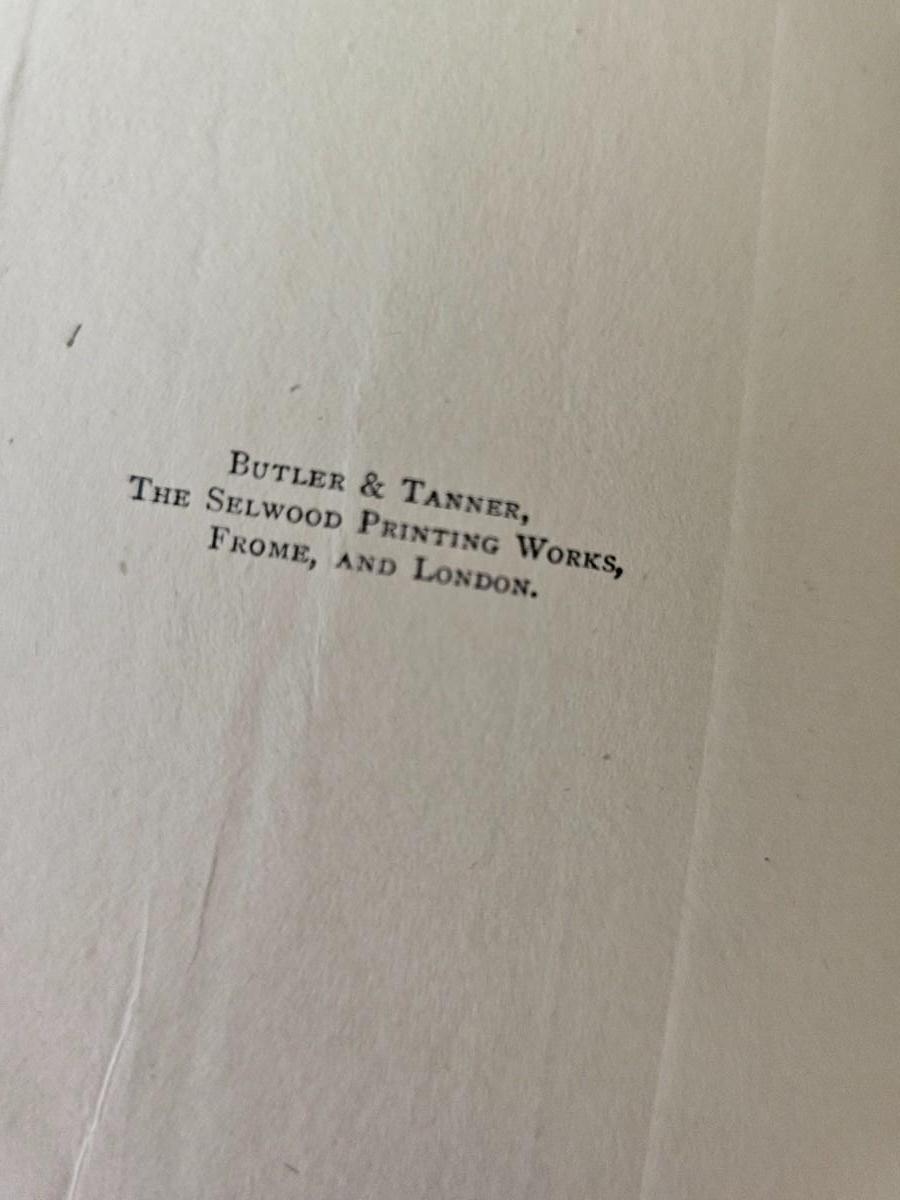 Butler & Tanner,
The Selwood Printing Works,
Frome, and London.